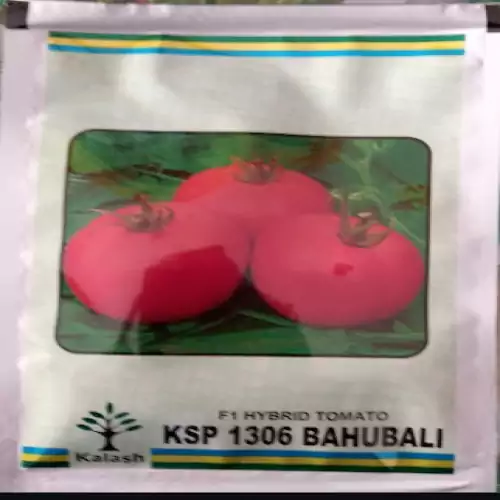 F1 HYBRID TOMATO
KSP 1306 BAHUBALI
Kalash